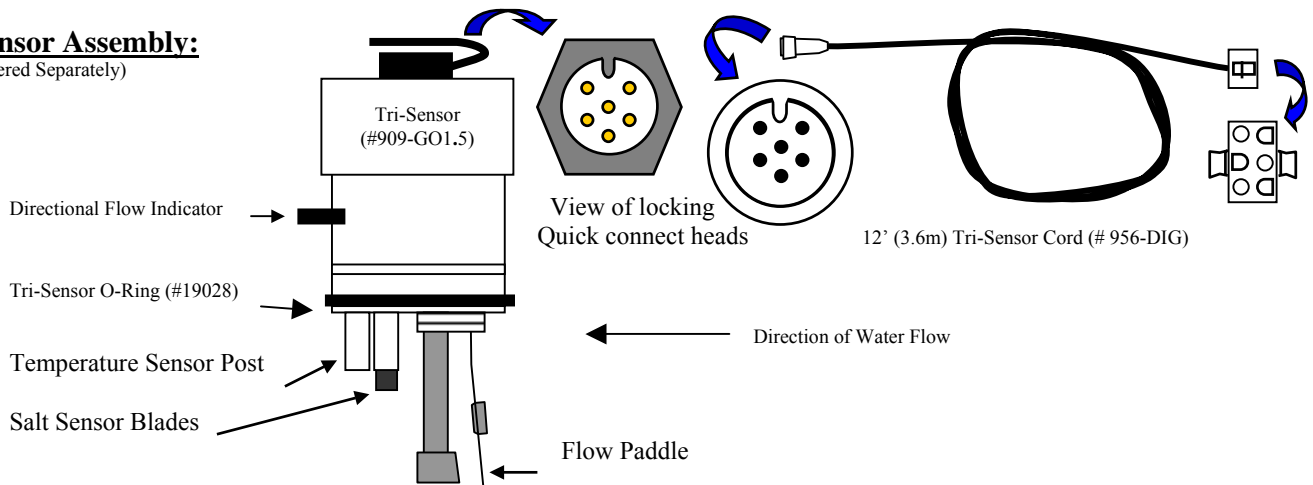 nsor Assembly:
ered Separately)
Tri-Sensor
(#909-GO1.5)
Directional Flow Indicator
View of locking
Quick connect heads
12’ (3.6m) Tri-Sensor Cord (# 956-DIG)
Tri-Sensor O-Ring (#19028)
Direction of Water Flow
Temperature Sensor Post
Salt Sensor Blades
Flow Paddle